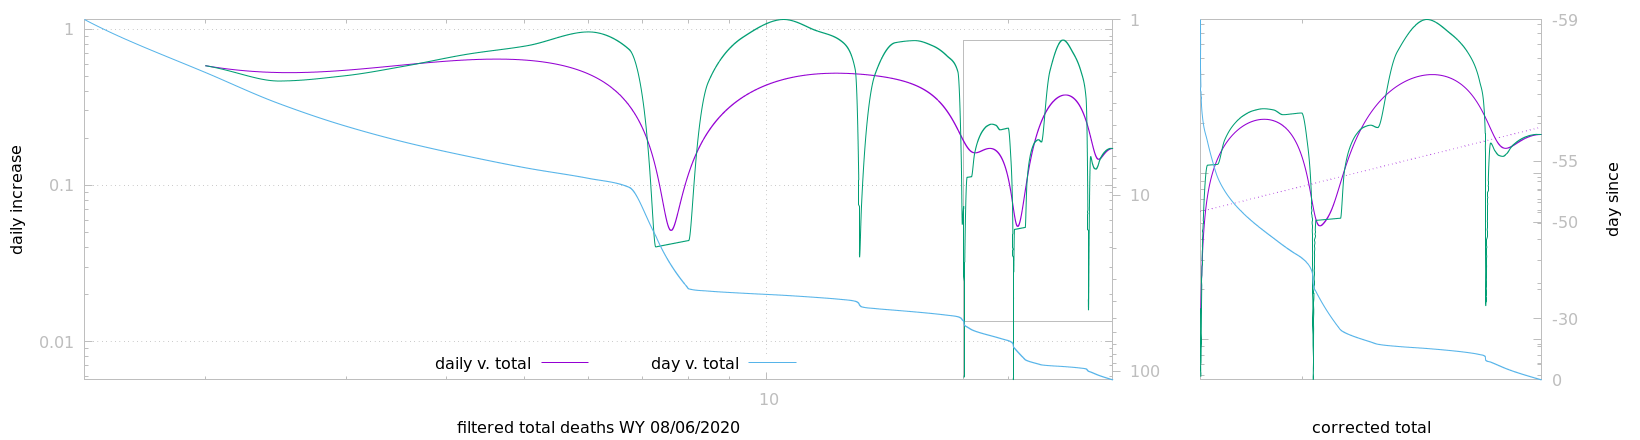 1
0.1
0.01
daily increase
daily v. total
day v. total
10
filtered total deaths WY 08/06/2020
1
10
100
-59
-55
-50
-30
0
day since
corrected total